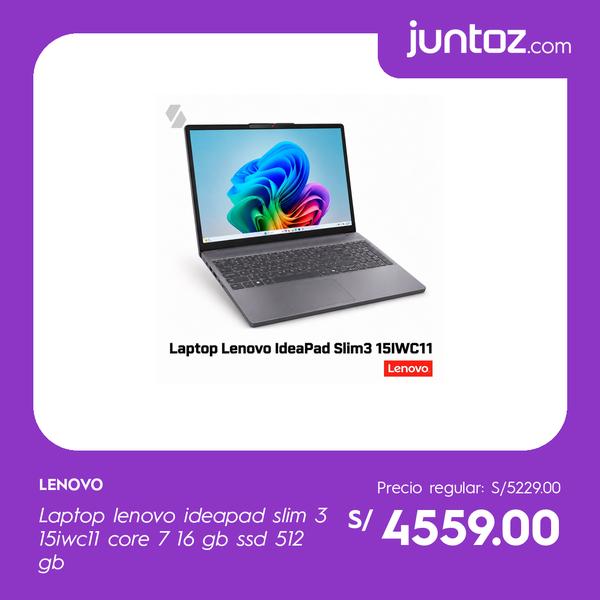 juntoz.com
Laptop Lenovo IdeaPad Slim3 15IWC11
Lenovo
LENOVO
Laptop lenovo ideapad slim 3
15iwc11 core 7 16 gb ssd 512
gb
Precio regular: S/5229.00
S/ 4559.00